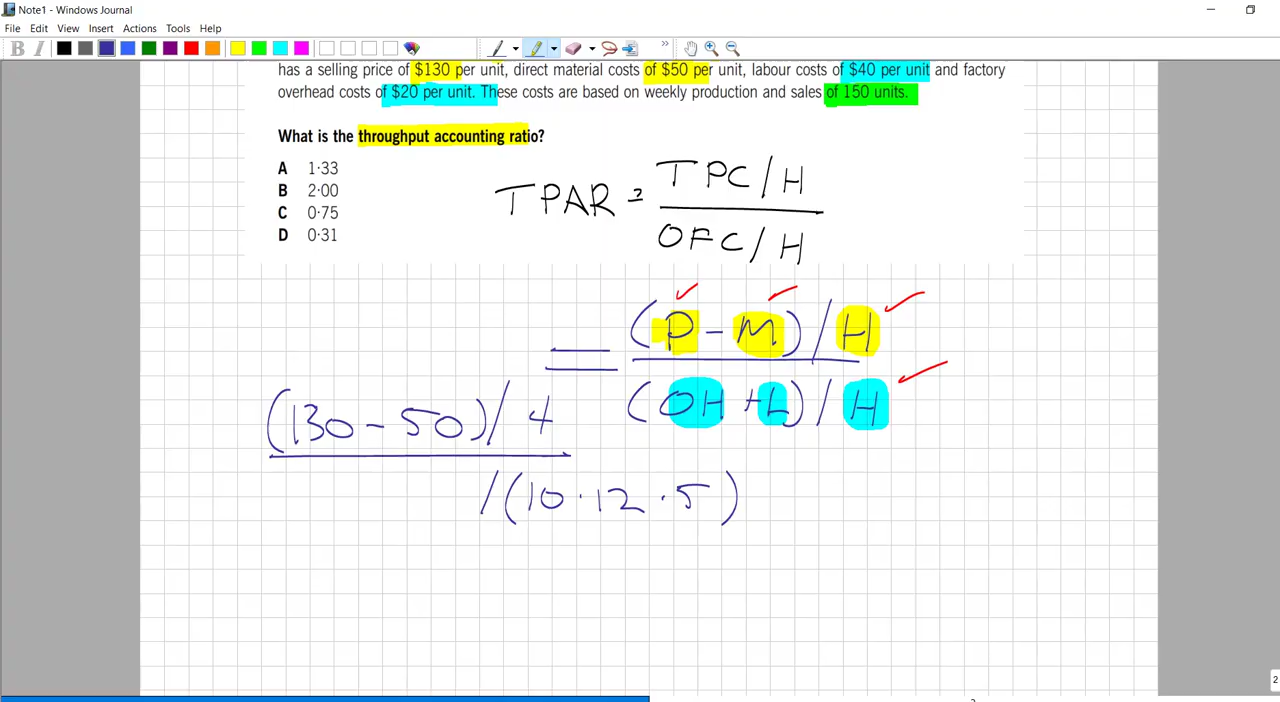 Note1 - Windows Journal
File Edit View Insert Actions Tools Help
B I
has a selling price of $130 per unit, direct material costs of $50 per unit, labour costs of $40 per unit and factory
overhead costs of $20 per unit. These costs are based on weekly production and sales of 150 units.
What is the throughput accounting ratio?
A 1·33
B 2·00
C 0·75
D 0·31
TPAR = TPC/H
OFC/H
= (P - M)/H
(OH + L)/H
(130 - 50)/4
/(10·12·5)
2